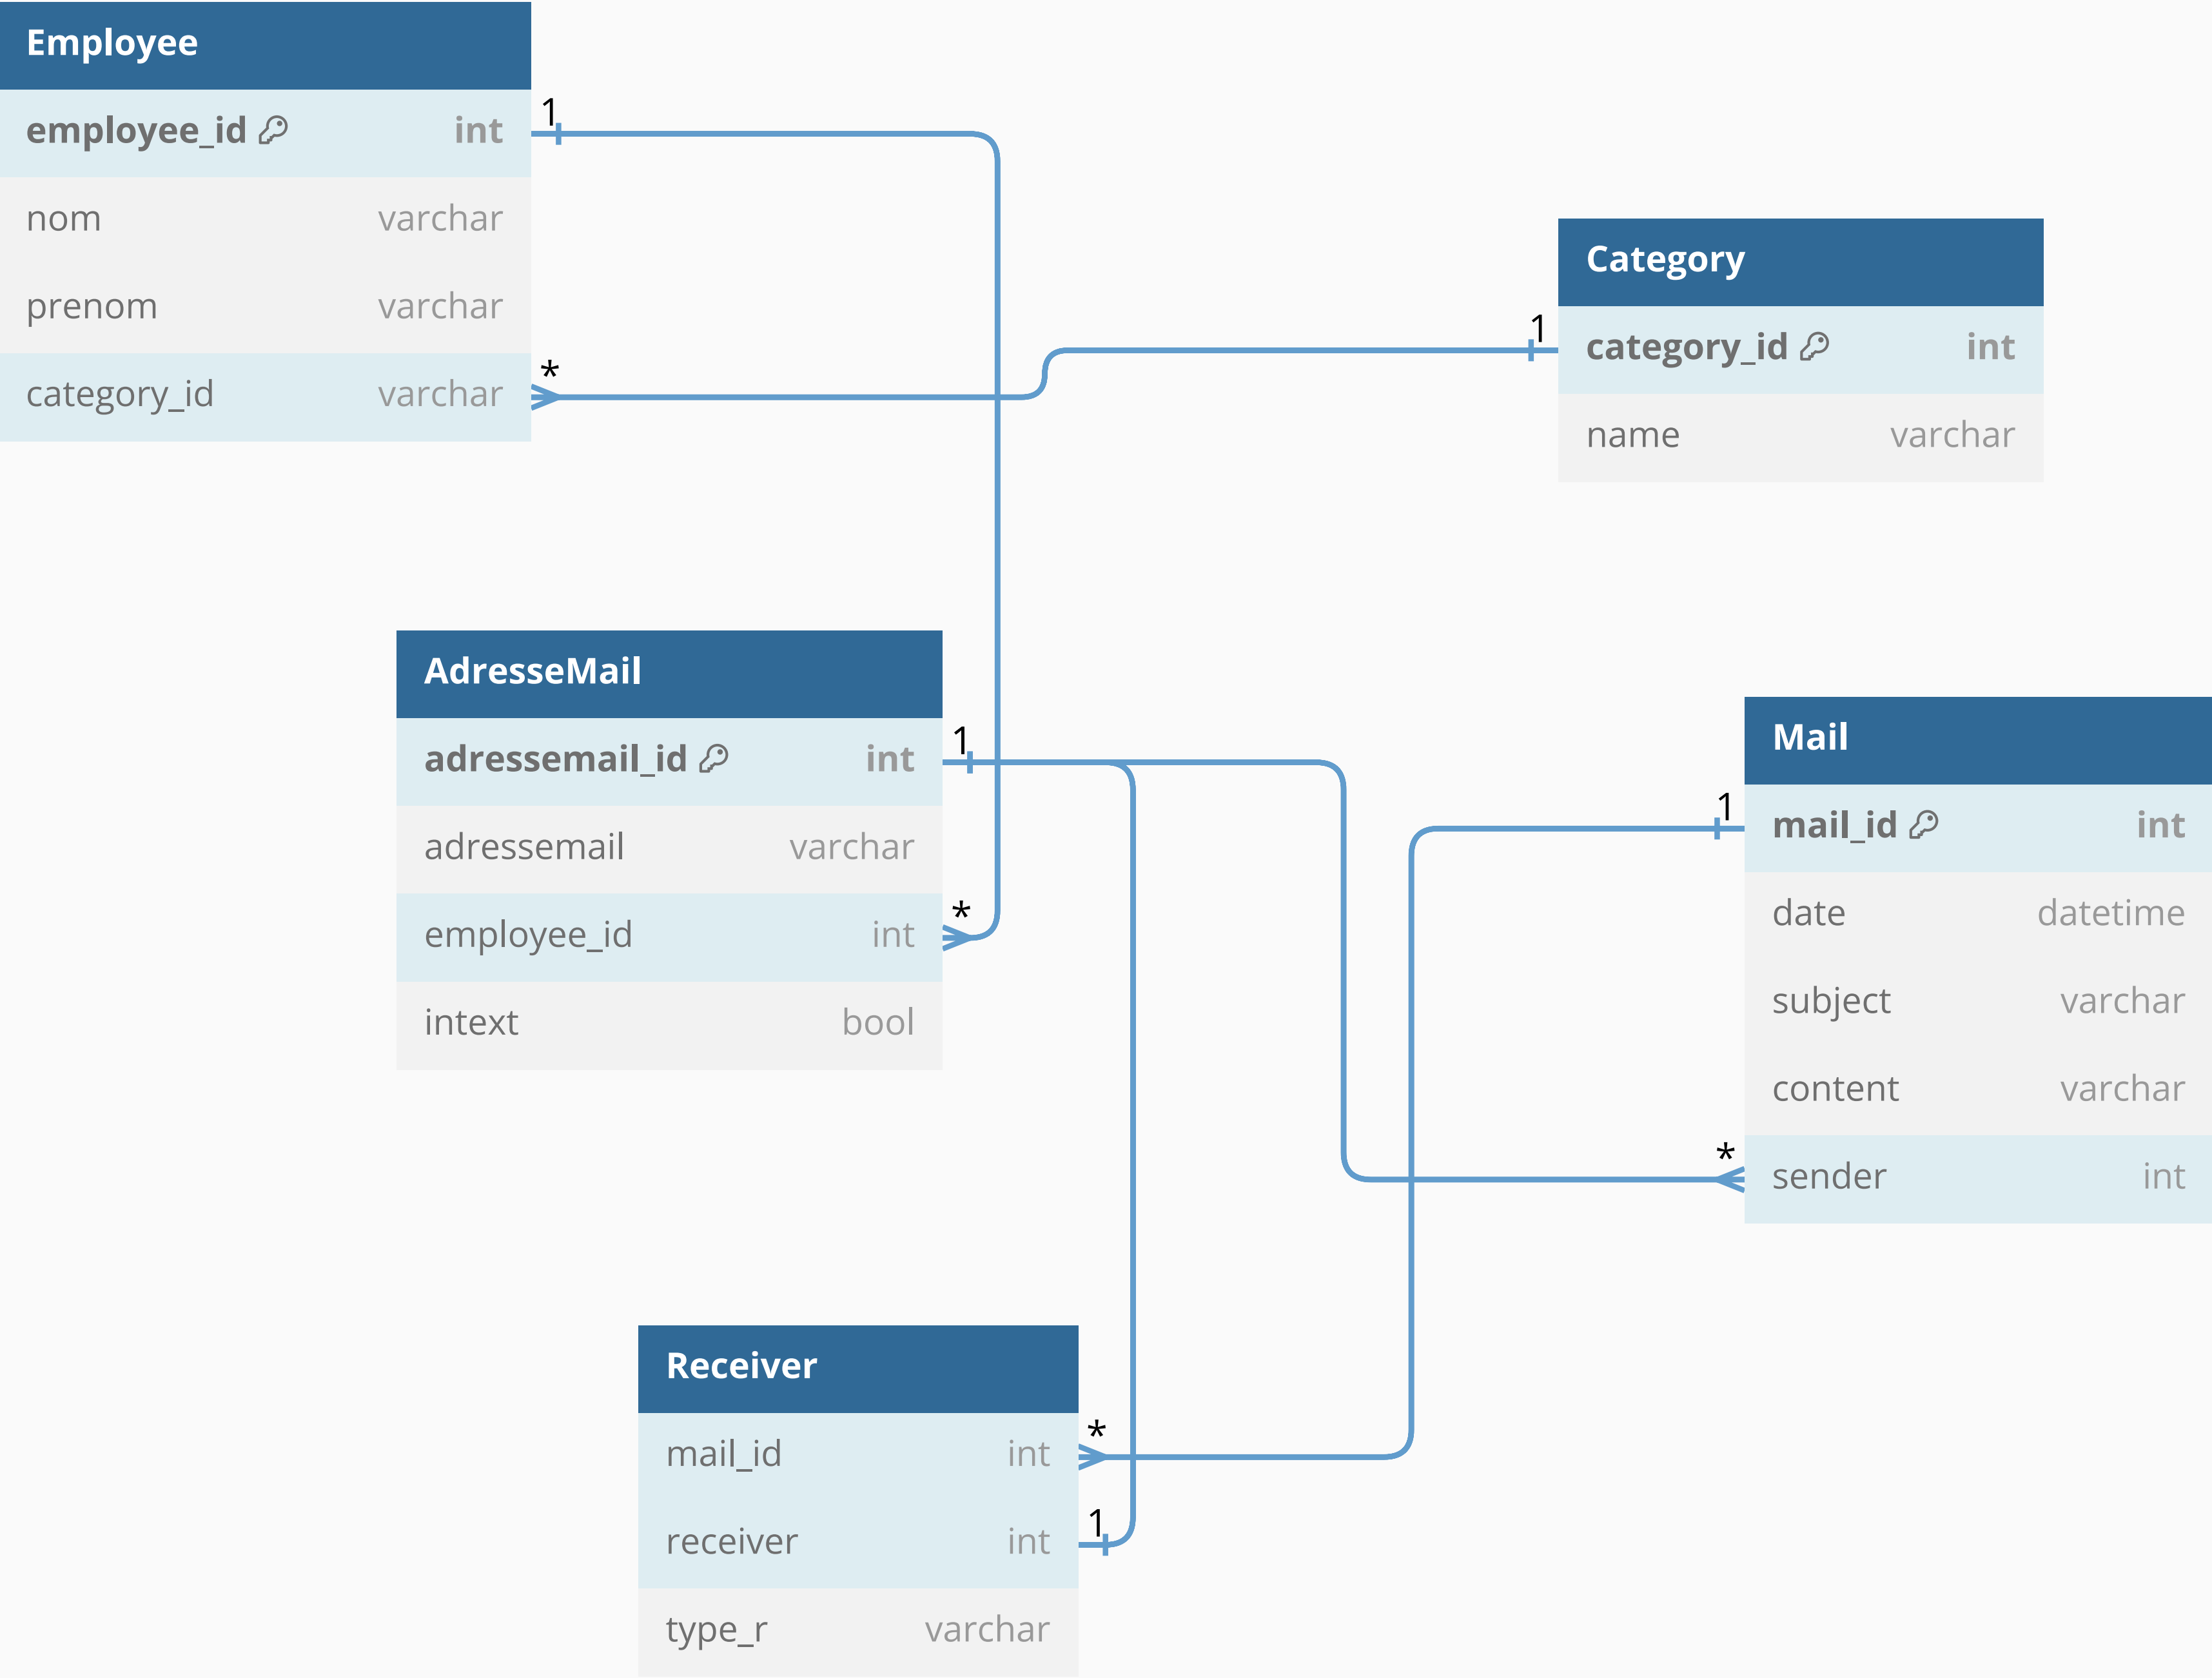 Employee
employee_id int
nom varchar
prenom varchar
category_id varchar
1
*
Category
category_id int
name varchar
1
AdresseMail
adressemail_id int
adressemail varchar
employee_id int
intext bool
1
*
Mail
mail_id int
date datetime
subject varchar
content varchar
sender int
1
*
Receiver
mail_id int
receiver int
type_r varchar
*
1